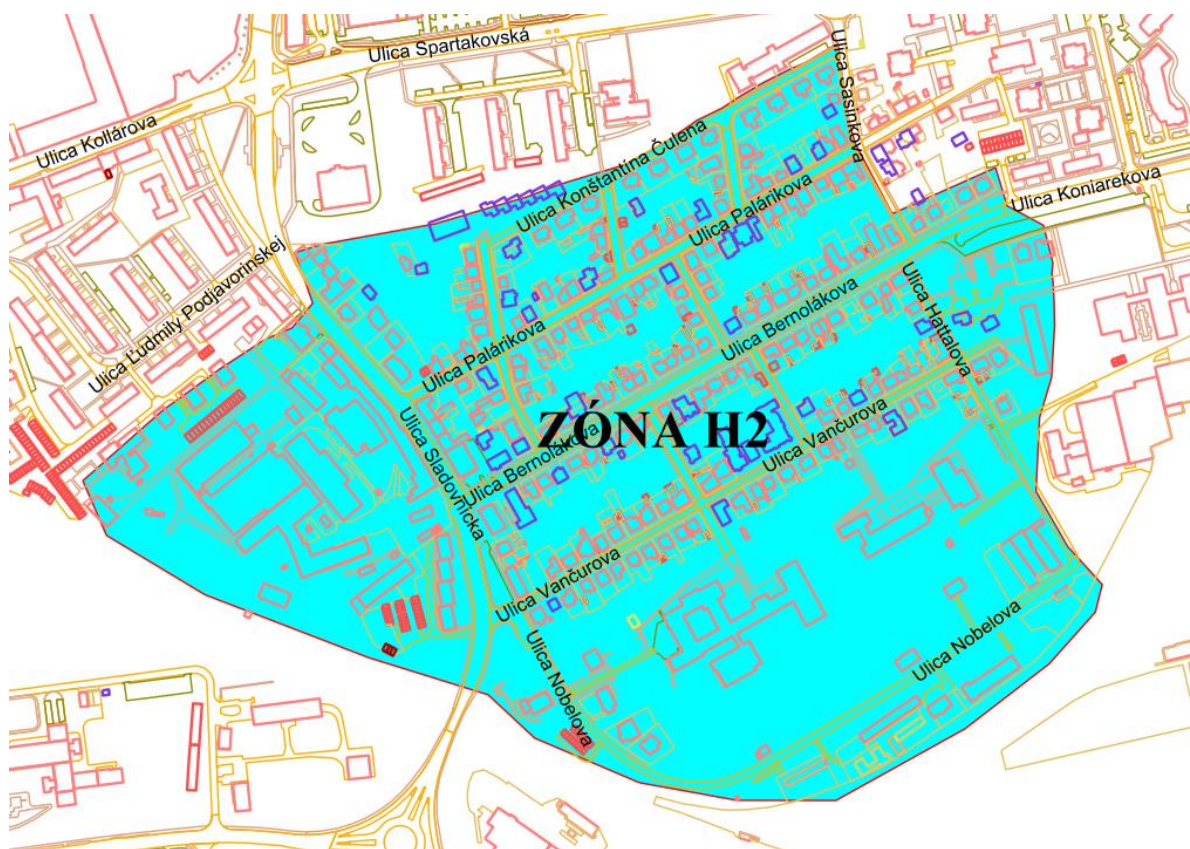 Ulica Spartakovská
Ulica Kollárova
Ulica Sasinkova
Ulica Konštantína Čulena
Ulica Palárikova
Ulica Koniarekova
Ulica Ľudmily Podjavorinskej
Ulica Hattalova
Ulica Bernolákova
Ulica Palárikova
ZÓNA H2
Ulica Sladovnícka
Ulica Bernolákova
Ulica Vančurova
Ulica Vančurova
Ulica Nobelova
Ulica Nobelova